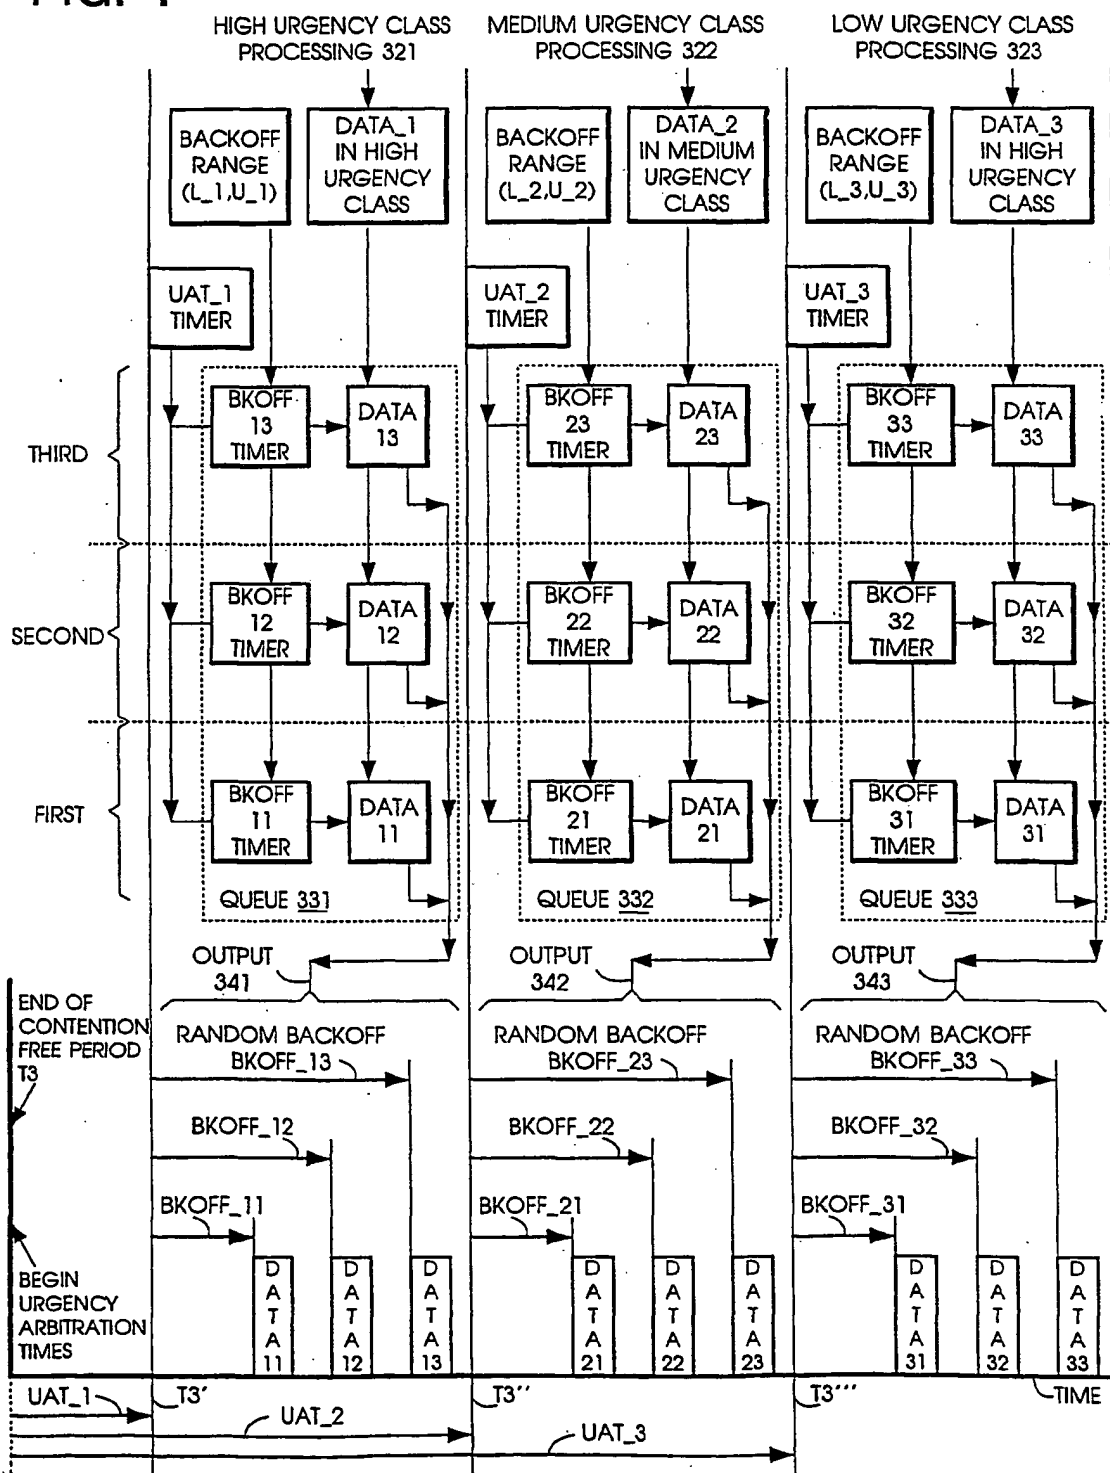 HIGH URGENCY CLASS
PROCESSING 321
MEDIUM URGENCY CLASS
PROCESSING 322
LOW URGENCY CLASS
PROCESSING 323
BACKOFF
RANGE
(L_1,U_1)
DATA_1
IN HIGH
URGENCY
CLASS
BACKOFF
RANGE
(L_2,U_2)
DATA_2
IN MEDIUM
URGENCY
CLASS
BACKOFF
RANGE
(L_3,U_3)
DATA_3
IN HIGH
URGENCY
CLASS
UAT_1
TIMER
UAT_2
TIMER
UAT_3
TIMER
THIRD
BKOFF
13
TIMER
DATA
13
BKOFF
23
TIMER
DATA
23
BKOFF
33
TIMER
DATA
33
SECOND
BKOFF
12
TIMER
DATA
12
BKOFF
22
TIMER
DATA
22
BKOFF
32
TIMER
DATA
32
FIRST
BKOFF
11
TIMER
DATA
11
BKOFF
21
TIMER
DATA
21
BKOFF
31
TIMER
DATA
31
QUEUE 331
QUEUE 332
QUEUE 333
OUTPUT
341
OUTPUT
342
OUTPUT
343
END OF
CONTENTION
FREE PERIOD
T3
RANDOM BACKOFF
BKOFF_13
RANDOM BACKOFF
BKOFF_23
RANDOM BACKOFF
BKOFF_33
BKOFF_12
BKOFF_22
BKOFF_32
BKOFF_11
BKOFF_21
BKOFF_31
BEGIN
URGENCY
ARBITRATION
TIMES
DATA 11
DATA 12
DATA 13
DATA 21
DATA 22
DATA 23
DATA 31
DATA 32
DATA 33
UAT_1
T3'
T3''
T3'''
TIME
UAT_2
UAT_3